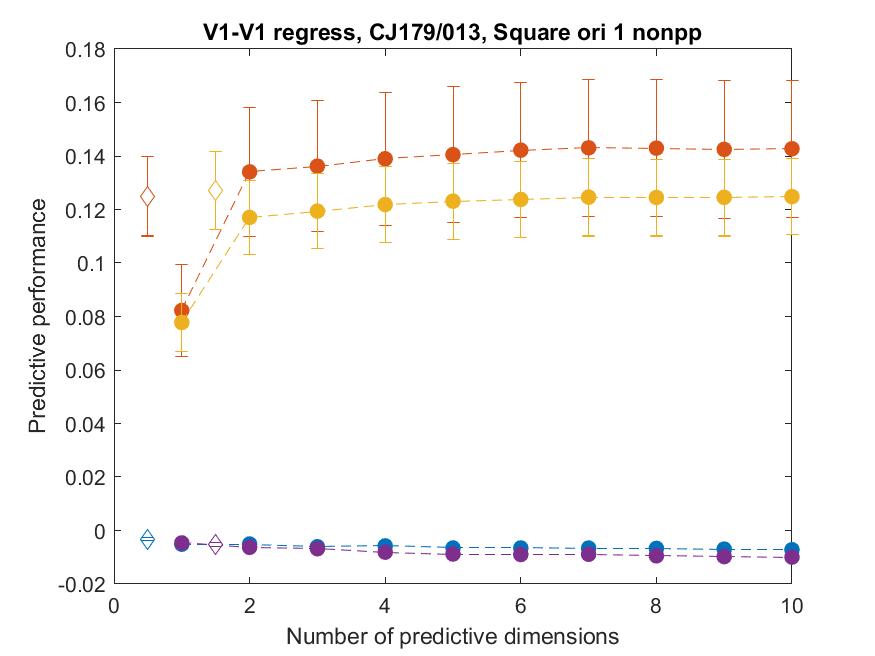 V1-V1 regress, CJ179/013, Square ori 1 nonpp
0.18
0.16
0.14
0.12
0.1
0.08
0.06
0.04
0.02
0
-0.02
Predictive performance
0 2 4 6 8 10
Number of predictive dimensions